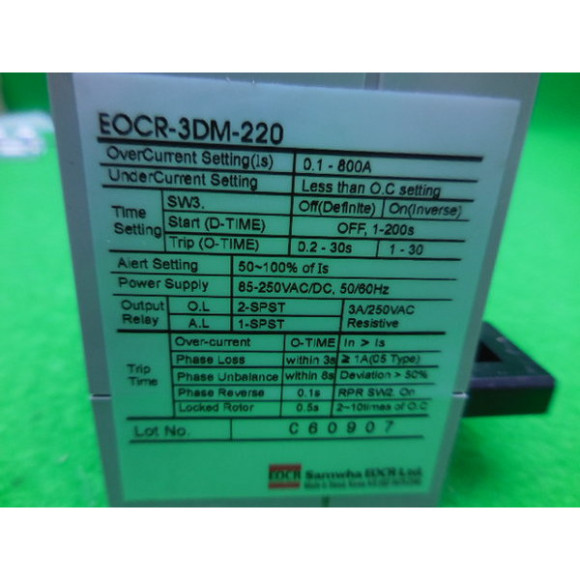 EOCR-3DM-220
OverCurrent Setting(Is) 0.1 - 800A
UnderCurrent Setting Less than O.C setting
Time Setting SW3. Off(Definite) On(Inverse)
Start (D-TIME) OFF, 1-200s
Trip (O-TIME) 0.2 - 30s 1 - 30
Alert Setting 50~100% of Is
Power Supply 85-250VAC/DC, 50/60Hz
Output Relay O.L 2-SPST 3A/250VAC
A.L 1-SPST Resistive
Trip Time Over-current O-TIME In > Is
Phase Loss within 3s ≥ 1A(05 Type)
Phase Unbalance within 8s Deviation > 50%
Phase Reverse 0.1s RPR SW2. On
Locked Rotor 0.5s 2~10times of O.C
Lot No. C60907
EOCR Samwha EOCR Ltd.